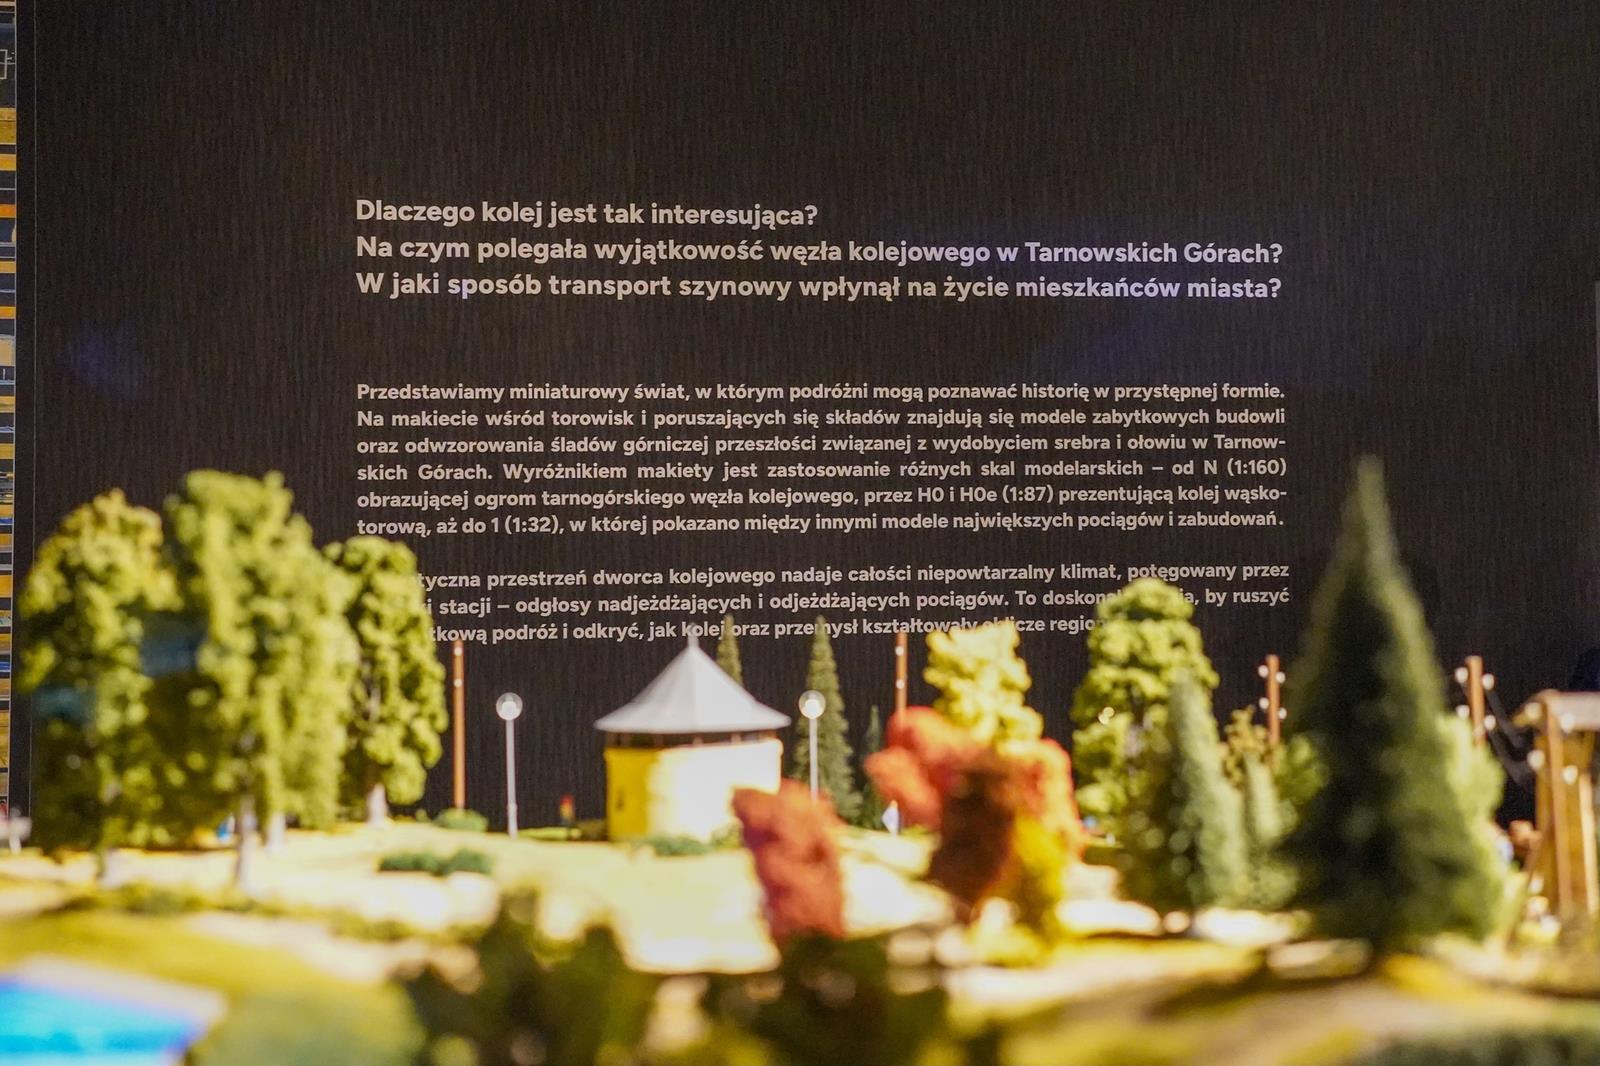 Dlaczego kolej jest tak interesująca?
Na czym polegała wyjątkowość węzła kolejowego w Tarnowskich Górach?
W jaki sposób transport szynowy wpłynął na życie mieszkańców miasta?
Przedstawiamy miniaturowy świat, w którym podróżni mogą poznawać historię w przystępnej formie.
Na makiecie wśród torowisk i poruszających się składów znajdują się modele zabytkowych budowli
oraz odwzorowania śladów górniczej przeszłości związanej z wydobyciem srebra i ołowiu w Tarnow-
skich Górach. Wyróżnikiem makiety jest zastosowanie różnych skal modelarskich – od N (1:160)
obrazującej ogrom tarnogórskiego węzła kolejowego, przez H0 i H0e (1:87) prezentującą kolej wąsko-
torową, aż do 1 (1:32), w której pokazano między innymi modele największych pociągów i zabudowań.
przestrzeń dworca kolejowego nadaje całości niepowtarzalny klimat, potęgowany przez
stacji – odgłosy nadjeżdżających i odjeżdżających pociągów. To by ruszyć
podróż i odkryć, jak kolej oraz przemysł kształtowały oblicze